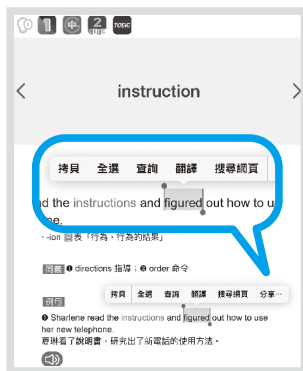 1
2
TOEIC
instruction
拷貝 全選 查詢 翻譯 搜尋網頁
d the instructions and figured out how to u
ne.
-ion 名表「行為,行為的結果」
同義 ❶ directions 指導;❷ order 命令
拷貝 全選 查詢 翻譯 搜尋網頁 分享…
例句
❶ Sharlene read the instructions and figured out how to use
her new telephone.
夏琳看了說明書,研究出了新電話的使用方法。